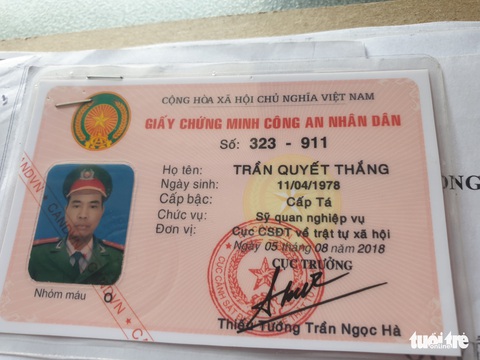 CỘNG HÒA XÃ HỘI CHỦ NGHĨA VIỆT NAM
GIẤY CHỨNG MINH CÔNG AN NHÂN DÂN
Số: 323 - 911
Họ tên: TRẦN QUYẾT THẮNG
Ngày sinh: 11/04/1978
Cấp bậc: Cấp Tá
Chức vụ: Sỹ quan nghiệp vụ
Đơn vị: Cục CSĐT về trật tự xã hội
Ngày 05 tháng 08 năm 2018
CỤC TRƯỞNG
Thiếu Tướng Trần Ngọc Hà
Nhóm máu O
ONG
tuổi trẻ